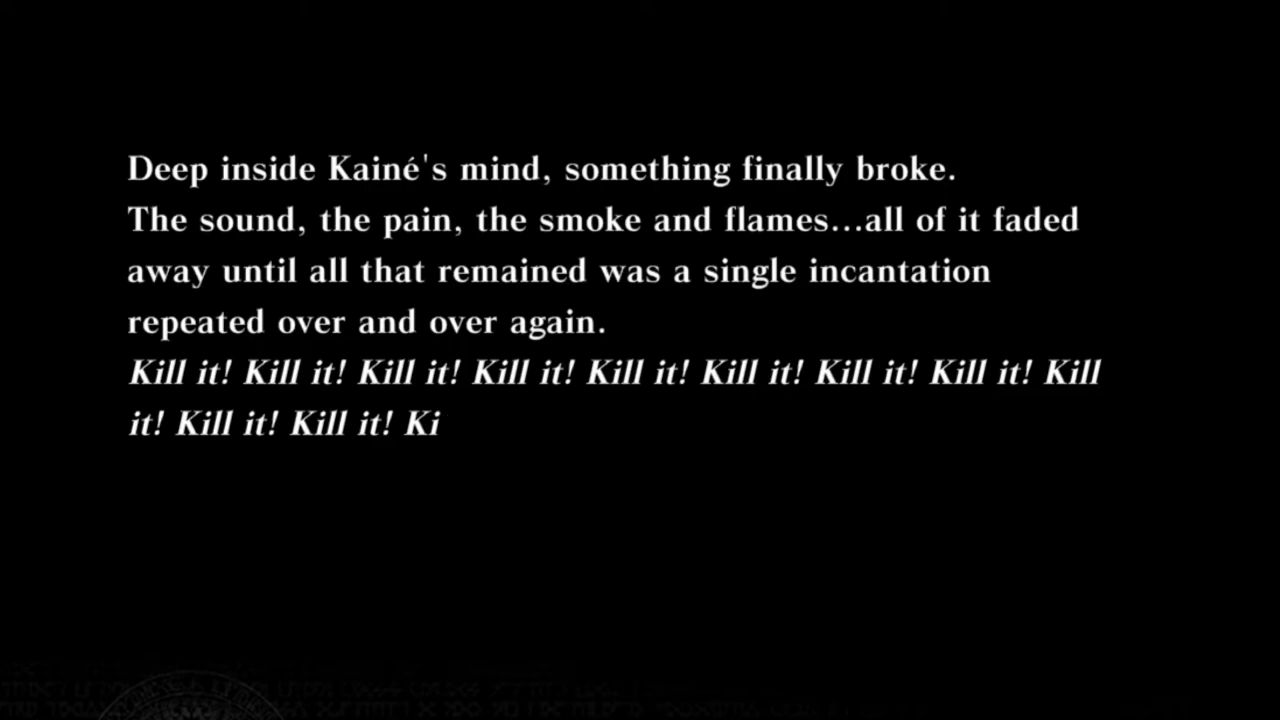 Deep inside Kainé's mind, something finally broke.
The sound, the pain, the smoke and flames...all of it faded
away until all that remained was a single incantation
repeated over and over again.
Kill it! Kill it! Kill it! Kill it! Kill it! Kill it! Kill it! Kill it! Kill
it! Kill it! Kill it! Ki